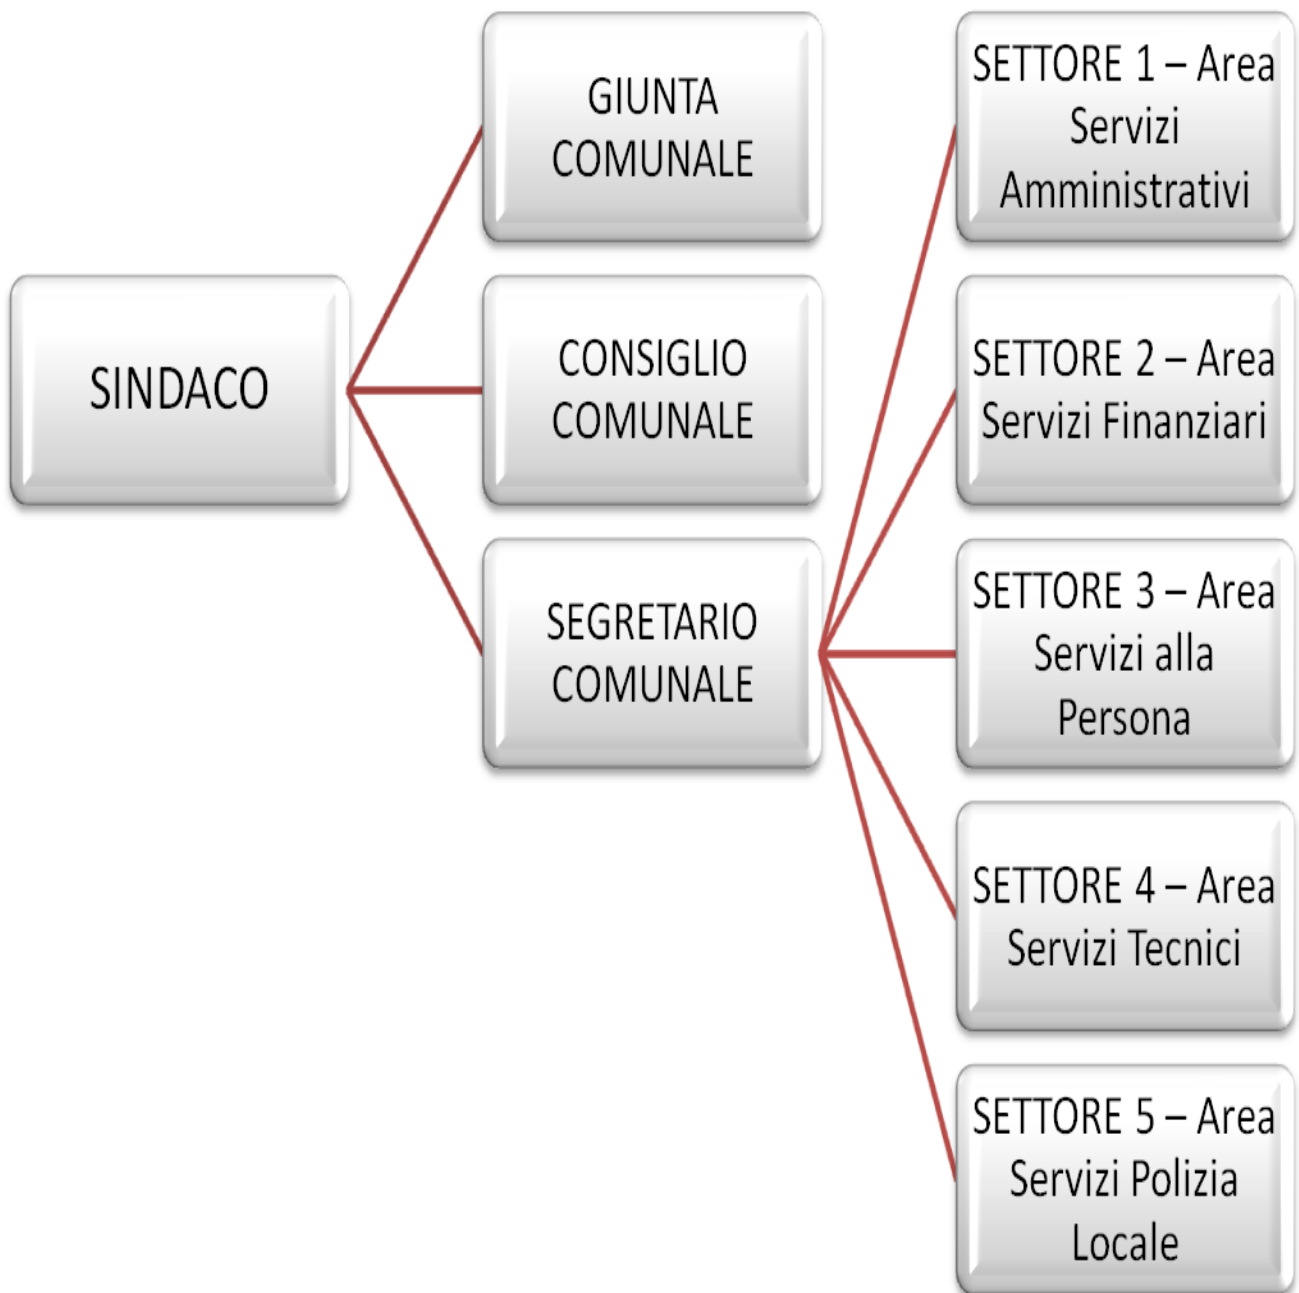 SINDACO
GIUNTA
COMUNALE
CONSIGLIO
COMUNALE
SEGRETARIO
COMUNALE
SETTORE 1 – Area
Servizi
Amministrativi
SETTORE 2 – Area
Servizi Finanziari
SETTORE 3 – Area
Servizi alla
Persona
SETTORE 4 – Area
Servizi Tecnici
SETTORE 5 – Area
Servizi Polizia
Locale